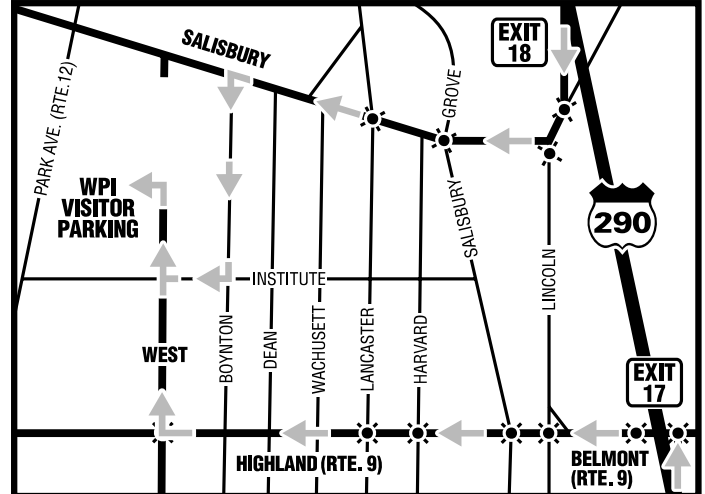 SALISBURY
EXIT
18
GROVE
PARK AVE. (RTE.12)
WPI
VISITOR
PARKING
290
SALISBURY
LINCOLN
INSTITUTE
WEST
BOYNTON
DEAN
WACHUSETT
LANCASTER
HARVARD
EXIT
17
HIGHLAND (RTE. 9)
BELMONT
(RTE. 9)